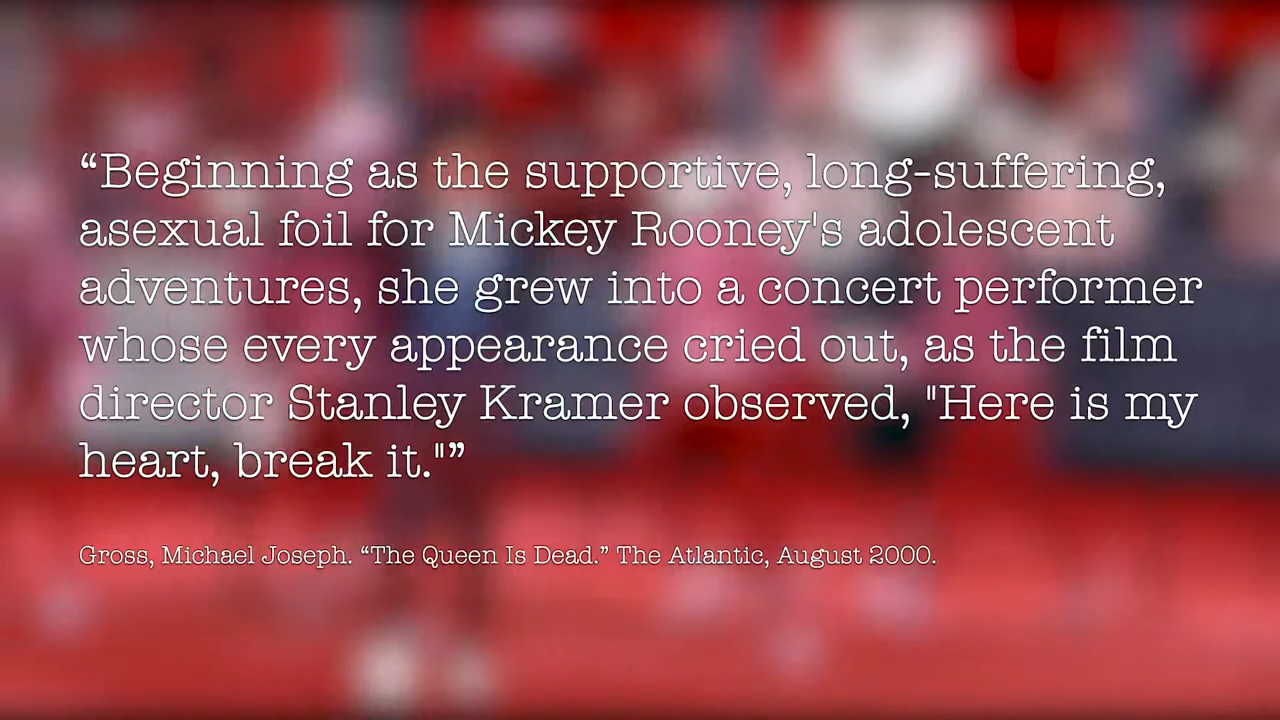 “Beginning as the supportive, long-suffering,
asexual foil for Mickey Rooney's adolescent
adventures, she grew into a concert performer
whose every appearance cried out, as the film
director Stanley Kramer observed, "Here is my
heart, break it."”
Gross, Michael Joseph. “The Queen Is Dead.” The Atlantic, August 2000.